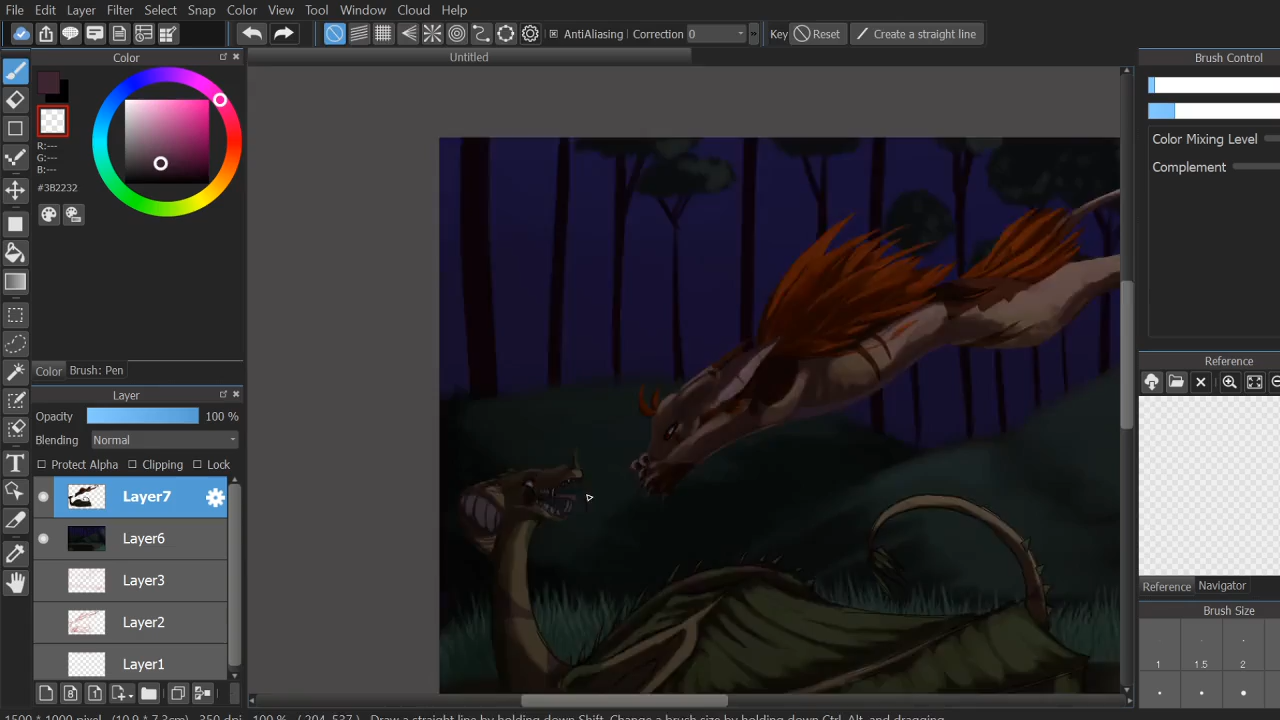 File Edit Layer Filter Select Snap Color View Tool Window Cloud Help
AntiAliasing Correction 0 » Key Reset Create a straight line
Color
Untitled
Brush Control
R:---
G:---
B:---
#3B2232
Color Mixing Level
Complement
Color Brush: Pen
Layer
Opacity 100 %
Blending Normal
Protect Alpha Clipping Lock
Layer7
Layer6
Layer3
Layer2
Layer1
Reference
Reference Navigator
Brush Size
1 1.5 2
1500 * 1000 pixel (10.9 * 7.3cm) 350 dpi 100 % ( 204, 537 ) Draw a straight line by holding down Shift, Change a brush size by holding down Ctrl, Alt, and dragging